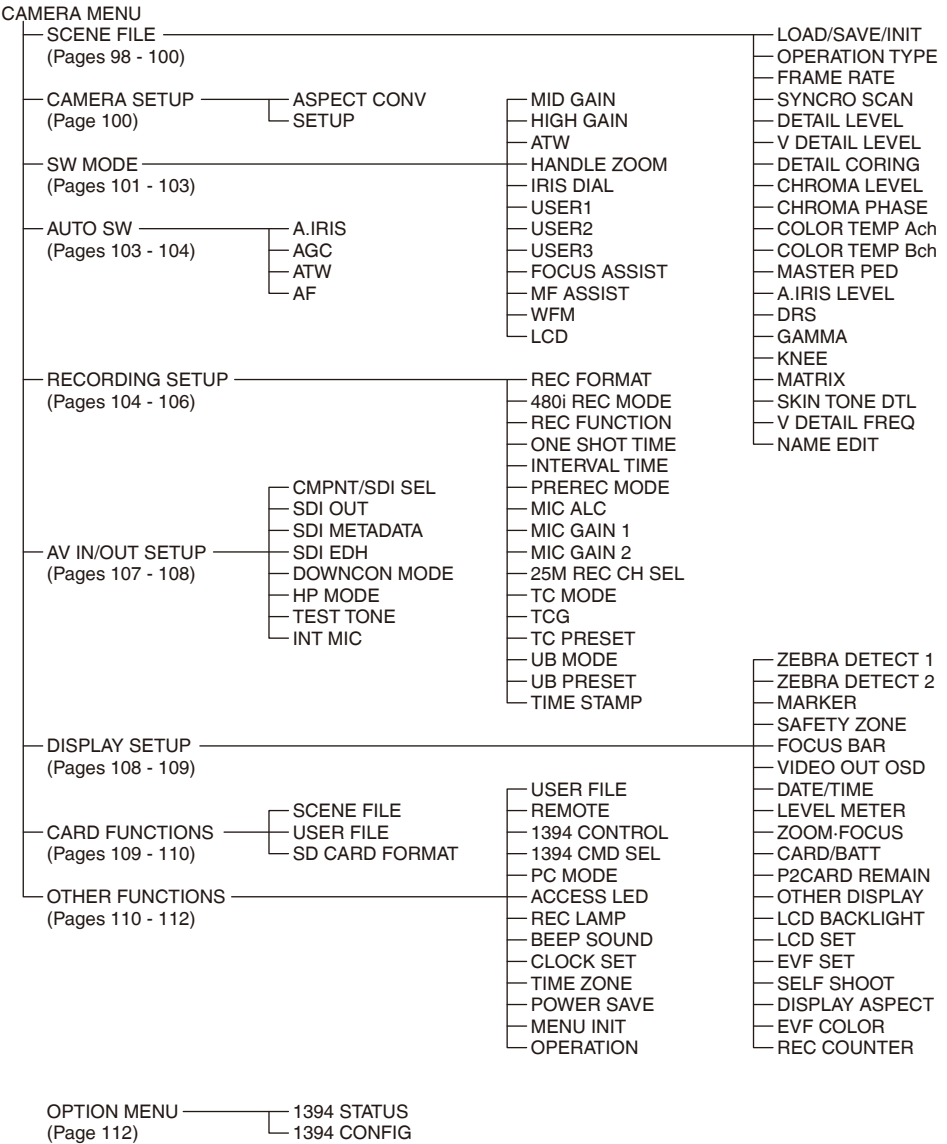 CAMERA MENU
SCENE FILE
(Pages 98 - 100)
LOAD/SAVE/INIT
OPERATION TYPE
FRAME RATE
SYNCRO SCAN
DETAIL LEVEL
V DETAIL LEVEL
DETAIL CORING
CHROMA LEVEL
CHROMA PHASE
COLOR TEMP Ach
COLOR TEMP Bch
MASTER PED
A.IRIS LEVEL
DRS
GAMMA
KNEE
MATRIX
SKIN TONE DTL
V DETAIL FREQ
NAME EDIT
CAMERA SETUP
(Page 100)
ASPECT CONV
SETUP
SW MODE
(Pages 101 - 103)
MID GAIN
HIGH GAIN
ATW
HANDLE ZOOM
IRIS DIAL
USER1
USER2
USER3
FOCUS ASSIST
MF ASSIST
WFM
LCD
AUTO SW
(Pages 103 - 104)
A.IRIS
AGC
ATW
AF
RECORDING SETUP
(Pages 104 - 106)
REC FORMAT
480i REC MODE
REC FUNCTION
ONE SHOT TIME
INTERVAL TIME
PREREC MODE
MIC ALC
MIC GAIN 1
MIC GAIN 2
25M REC CH SEL
TC MODE
TCG
TC PRESET
UB MODE
UB PRESET
TIME STAMP
AV IN/OUT SETUP
(Pages 107 - 108)
CMPNT/SDI SEL
SDI OUT
SDI METADATA
SDI EDH
DOWNCON MODE
HP MODE
TEST TONE
INT MIC
DISPLAY SETUP
(Pages 108 - 109)
ZEBRA DETECT 1
ZEBRA DETECT 2
MARKER
SAFETY ZONE
FOCUS BAR
VIDEO OUT OSD
DATE/TIME
LEVEL METER
ZOOM·FOCUS
CARD/BATT
P2CARD REMAIN
OTHER DISPLAY
LCD BACKLIGHT
LCD SET
EVF SET
SELF SHOOT
DISPLAY ASPECT
EVF COLOR
REC COUNTER
CARD FUNCTIONS
(Pages 109 - 110)
SCENE FILE
USER FILE
SD CARD FORMAT
OTHER FUNCTIONS
(Pages 110 - 112)
USER FILE
REMOTE
1394 CONTROL
1394 CMD SEL
PC MODE
ACCESS LED
REC LAMP
BEEP SOUND
CLOCK SET
TIME ZONE
POWER SAVE
MENU INIT
OPERATION
OPTION MENU
(Page 112)
1394 STATUS
1394 CONFIG